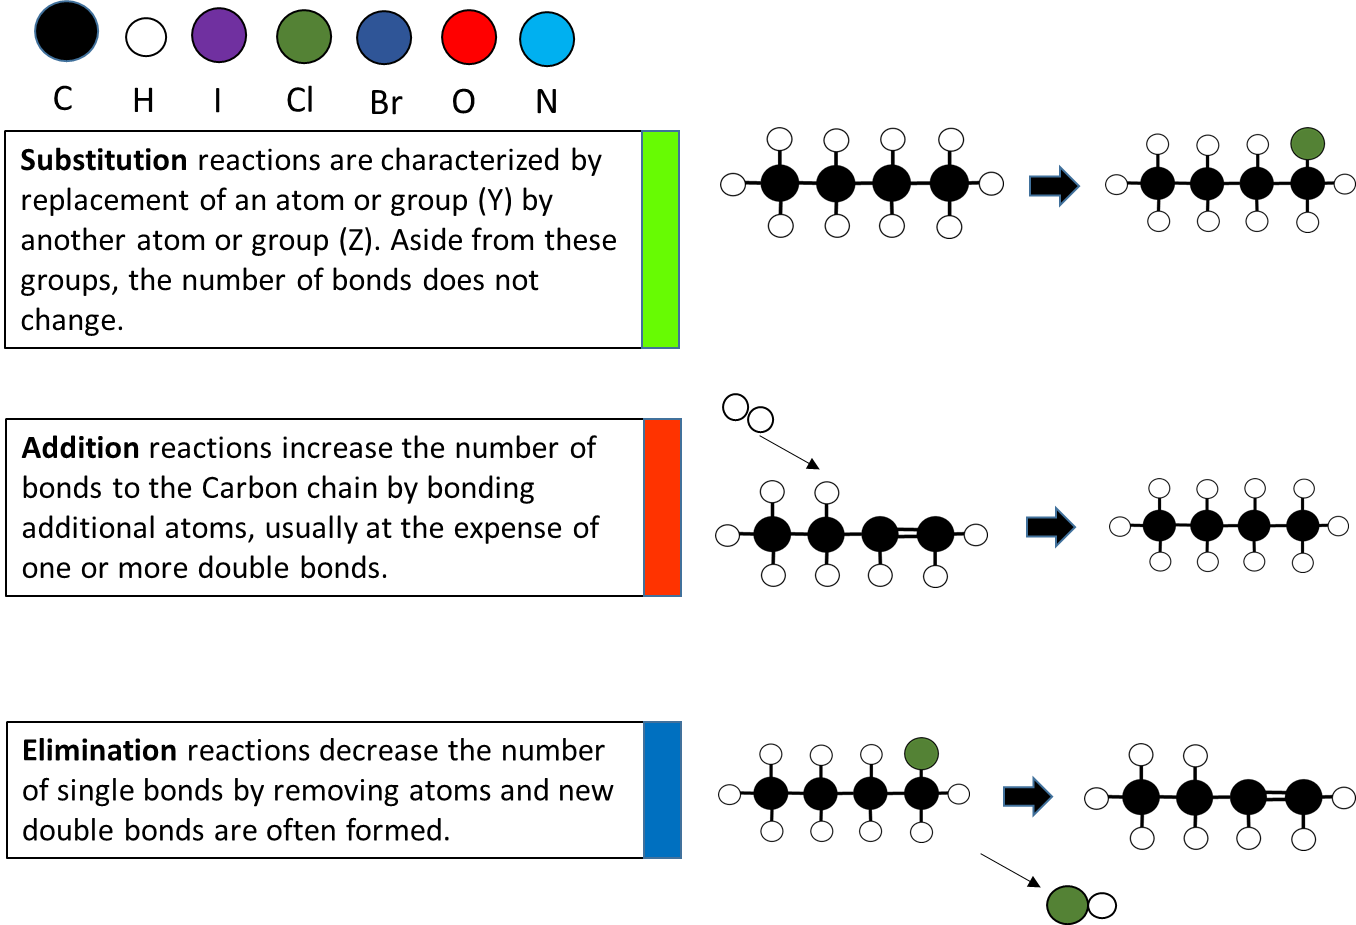 C H I Cl Br O N
Substitution reactions are characterized by
replacement of an atom or group (Y) by
another atom or group (Z). Aside from these
groups, the number of bonds does not
change.
Addition reactions increase the number of
bonds to the Carbon chain by bonding
additional atoms, usually at the expense of
one or more double bonds.
Elimination reactions decrease the number
of single bonds by removing atoms and new
double bonds are often formed.